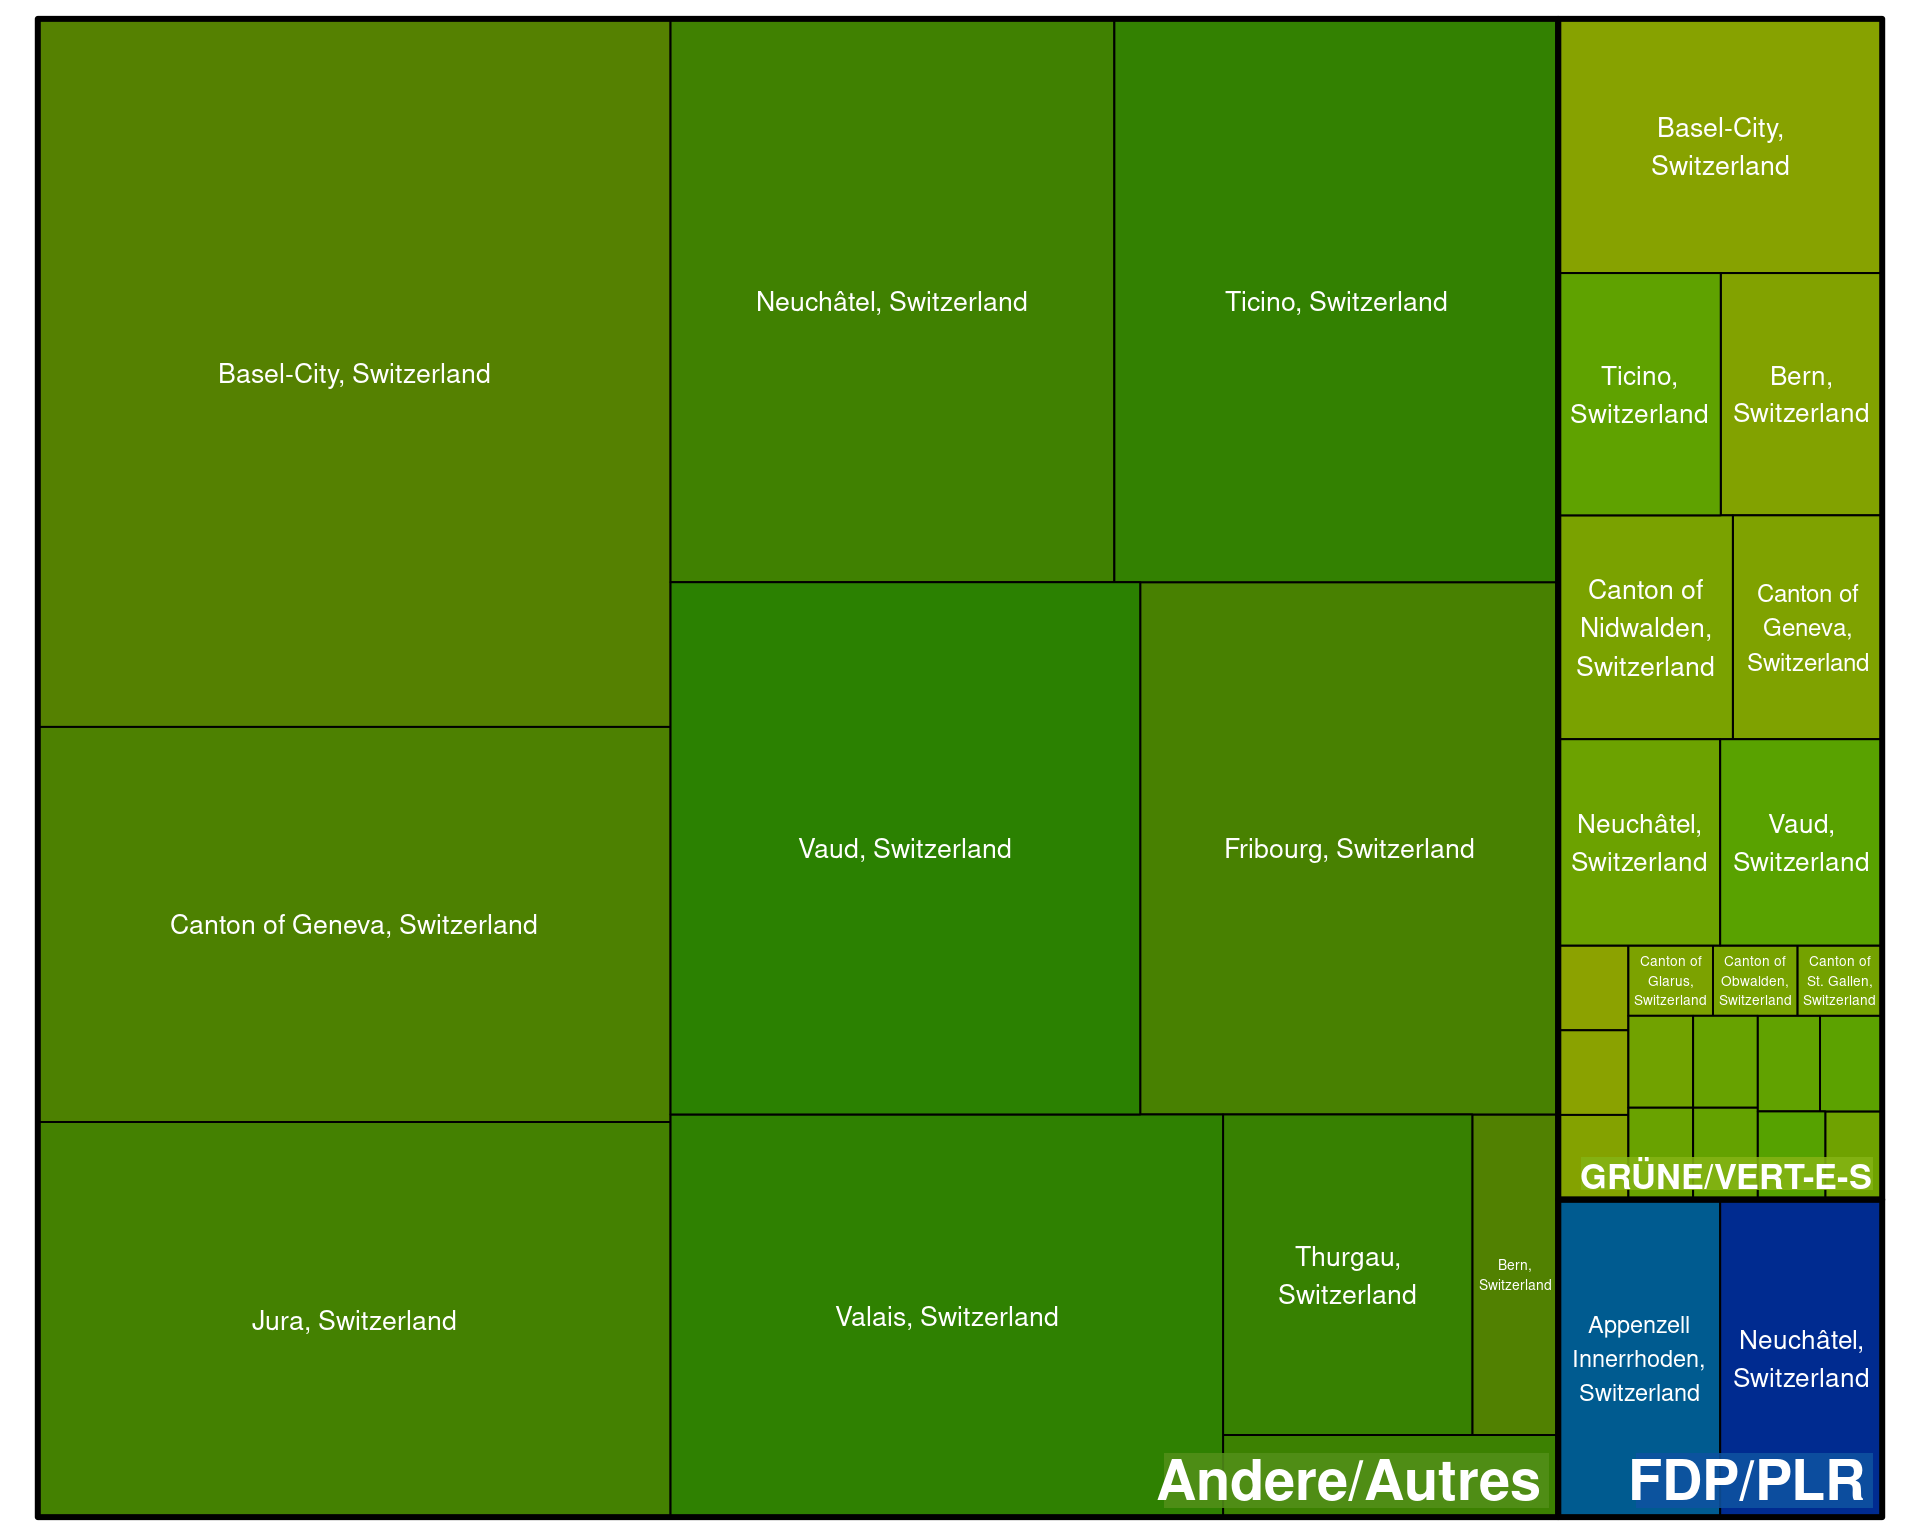 Basel-City, Switzerland
Canton of Geneva, Switzerland
Jura, Switzerland
Neuchâtel, Switzerland
Ticino, Switzerland
Vaud, Switzerland
Fribourg, Switzerland
Valais, Switzerland
Thurgau,
Switzerland
Bern,
Switzerland
Andere/Autres
Basel-City,
Switzerland
Ticino,
Switzerland
Bern,
Switzerland
Canton of
Nidwalden,
Switzerland
Canton of
Geneva,
Switzerland
Neuchâtel,
Switzerland
Vaud,
Switzerland
Canton of
Glarus,
Switzerland
Canton of
Obwalden,
Switzerland
Canton of
St. Gallen,
Switzerland
GRÜNE/VERT-E-S
Appenzell
Innerrhoden,
Switzerland
Neuchâtel,
Switzerland
FDP/PLR